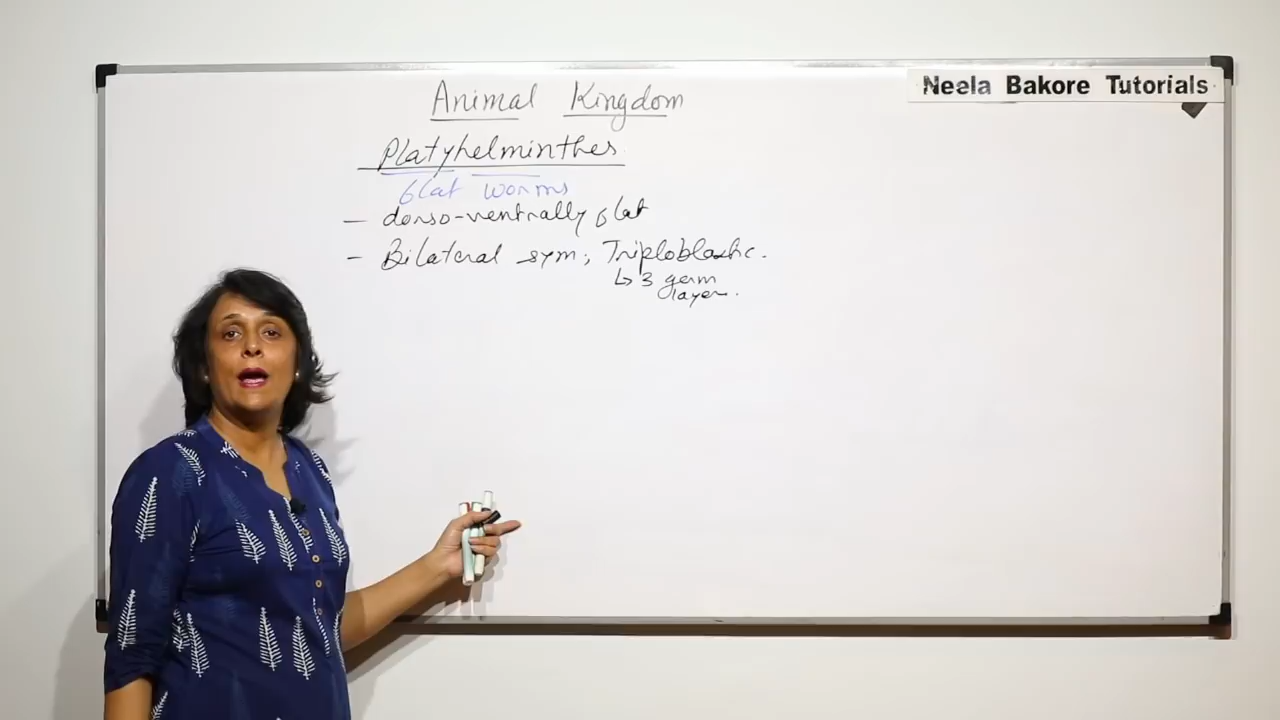 Neela Bakore Tutorials
Animal Kingdom
Platyhelminthes
flat worms
- dorso-ventrally flat
- Bilateral sym; Triploblastic.
↳ 3 germ
layer.